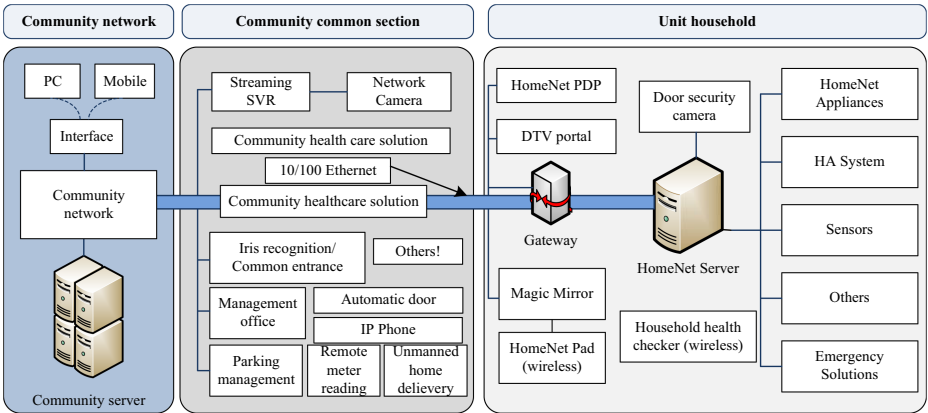 Community network
Community common section
Unit household
PC
Mobile
Interface
Community
network
Community server
Streaming
SVR
Network
Camera
Community health care solution
10/100 Ethernet
Community healthcare solution
Iris recognition/
Common entrance
Others!
Management
office
Automatic door
IP Phone
Parking
management
Remote
meter
reading
Unmanned
home
delievery
HomeNet PDP
DTV portal
Gateway
Magic Mirror
HomeNet Pad
(wireless)
Door security
camera
HomeNet Server
Household health
checker (wireless)
HomeNet
Appliances
HA System
Sensors
Others
Emergency
Solutions